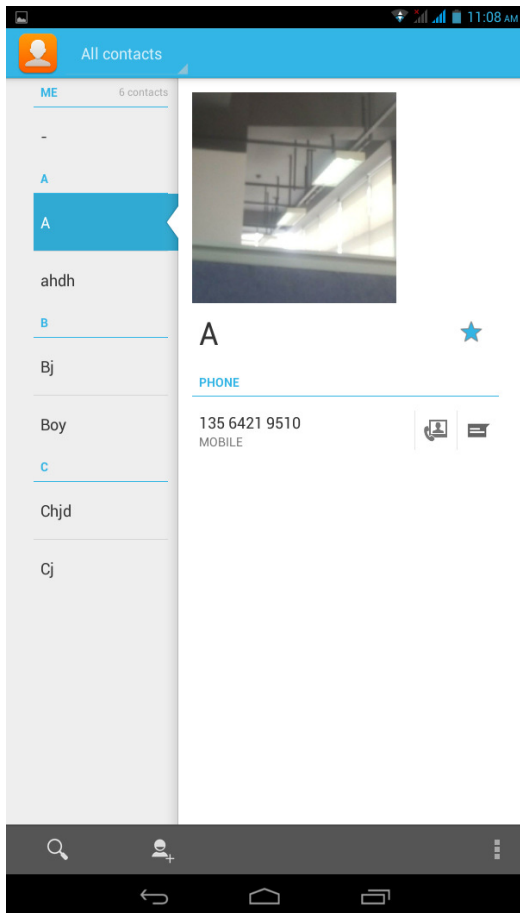 11:08 AM
All contacts
ME 6 contacts
-
A
A
ahdh
B
Bj
Boy
C
Chjd
Cj
A
PHONE
135 6421 9510
MOBILE